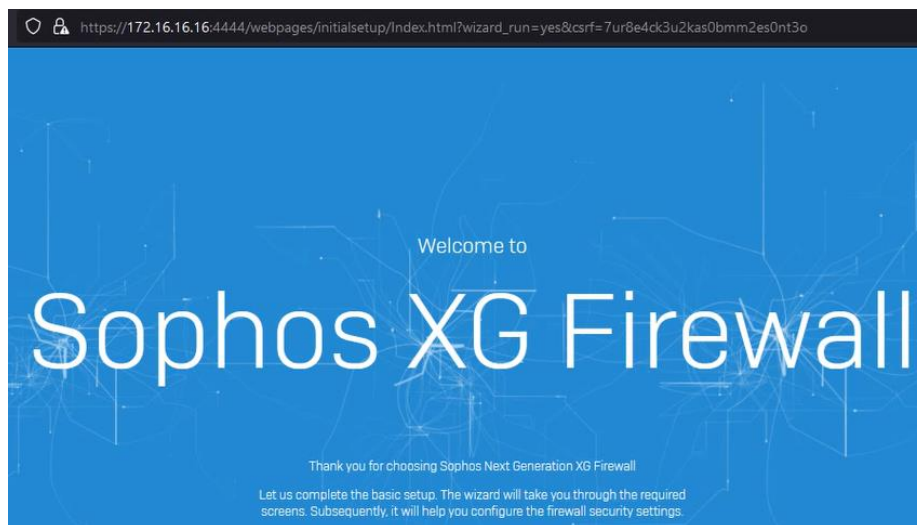 https://172.16.16.16:4444/webpages/initialsetup/Index.html?wizard_run=yes&csrf=7ur8e4ck3u2kas0bmm2es0nt3o
Welcome to
Sophos XG Firewall
Thank you for choosing Sophos Next Generation XG Firewall
Let us complete the basic setup. The wizard will take you through the required
screens. Subsequently, it will help you configure the firewall security settings.